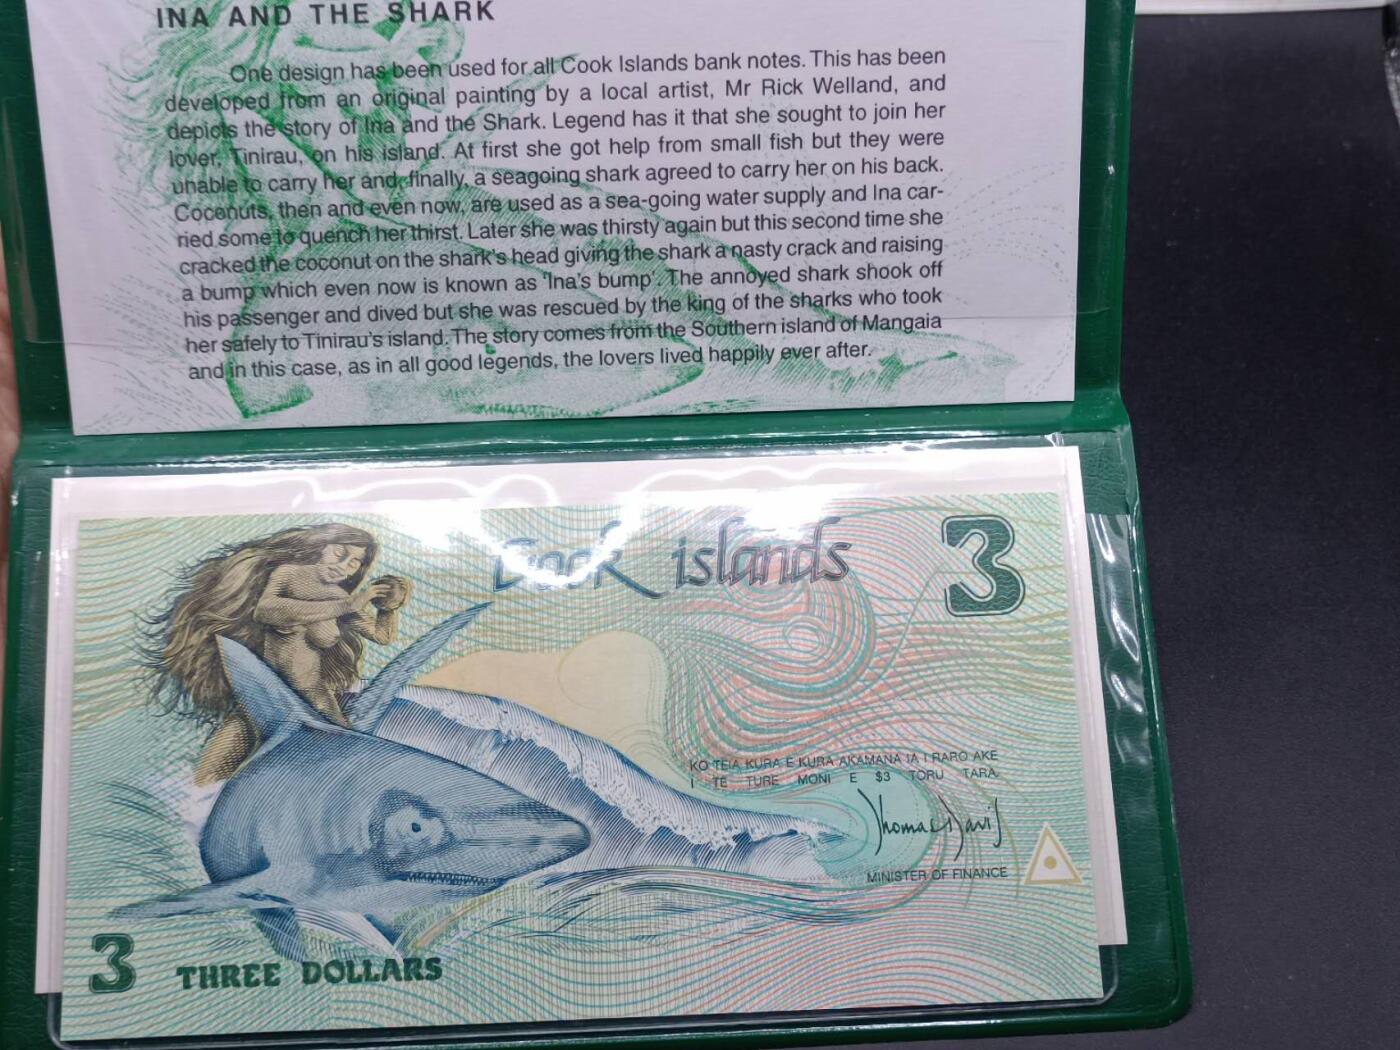 INA AND THE SHARK
One design has been used for all Cook Islands bank notes. This has been
developed from an original painting by a local artist, Mr Rick Welland, and
depicts the story of Ina and the Shark. Legend has it that she sought to join her
lover, Tinirau, on his island. At first she got help from small fish but they were
unable to carry her and, finally, a seagoing shark agreed to carry her on his back.
Coconuts, then and even now, are used as a sea-going water supply and Ina car-
ried some to quench her thirst. Later she was thirsty again but this second time she
cracked the coconut on the shark's head giving the shark a nasty crack and raising
a bump which even now is known as 'Ina's bump'. The annoyed shark shook off
his passenger and dived but she was rescued by the king of the sharks who took
her safely to Tinirau's island. The story comes from the Southern island of Mangaia
and in this case, as in all good legends, the lovers lived happily ever after.
Cook islands
3
KO TEIA KURA E KURA AKAMANA IA I RARO AKE
I TE TURE MONI E $3 TORU TARA
Thomas Davis
MINISTER OF FINANCE
3 THREE DOLLARS